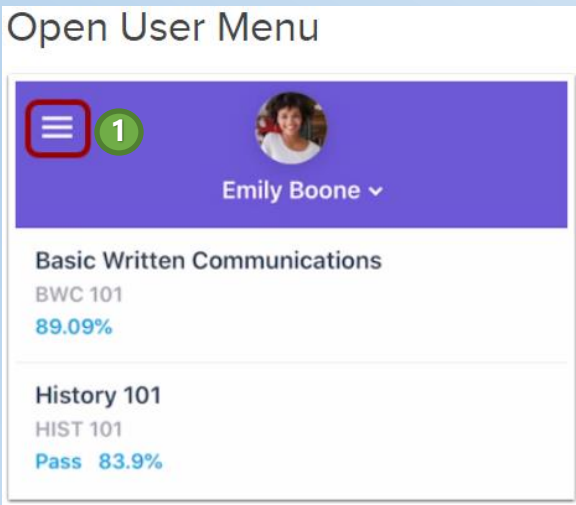 Open User Menu
1
Emily Boone
Basic Written Communications
BWC 101
89.09%
History 101
HIST 101
Pass 83.9%